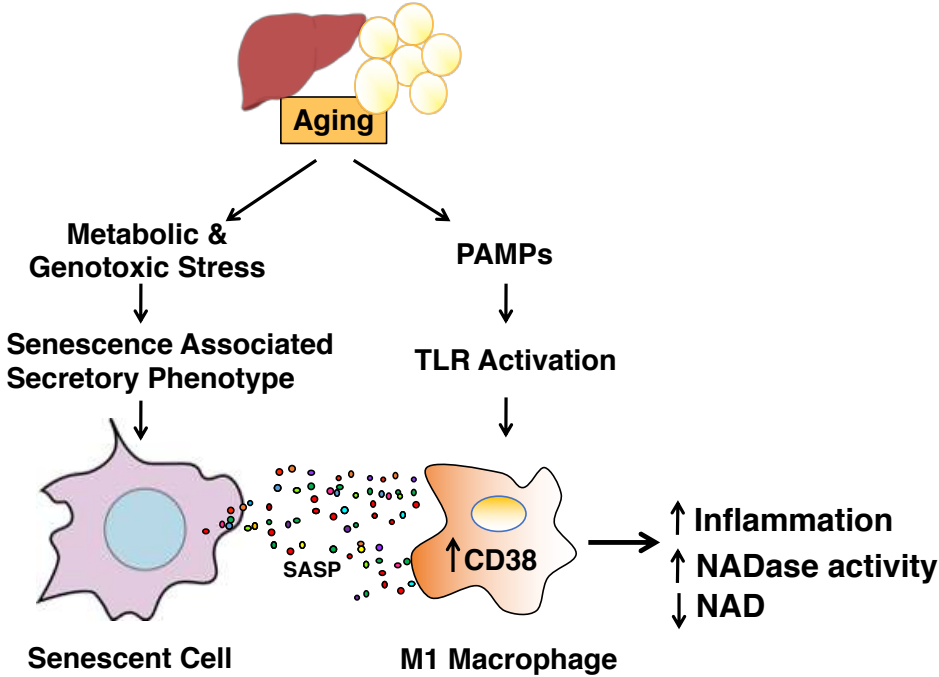 Aging
Metabolic &
Genotoxic Stress
PAMPs
Senescence Associated
Secretory Phenotype
TLR Activation
SASP
↑ CD38
↑ Inflammation
↑ NADase activity
↓ NAD
Senescent Cell
M1 Macrophage